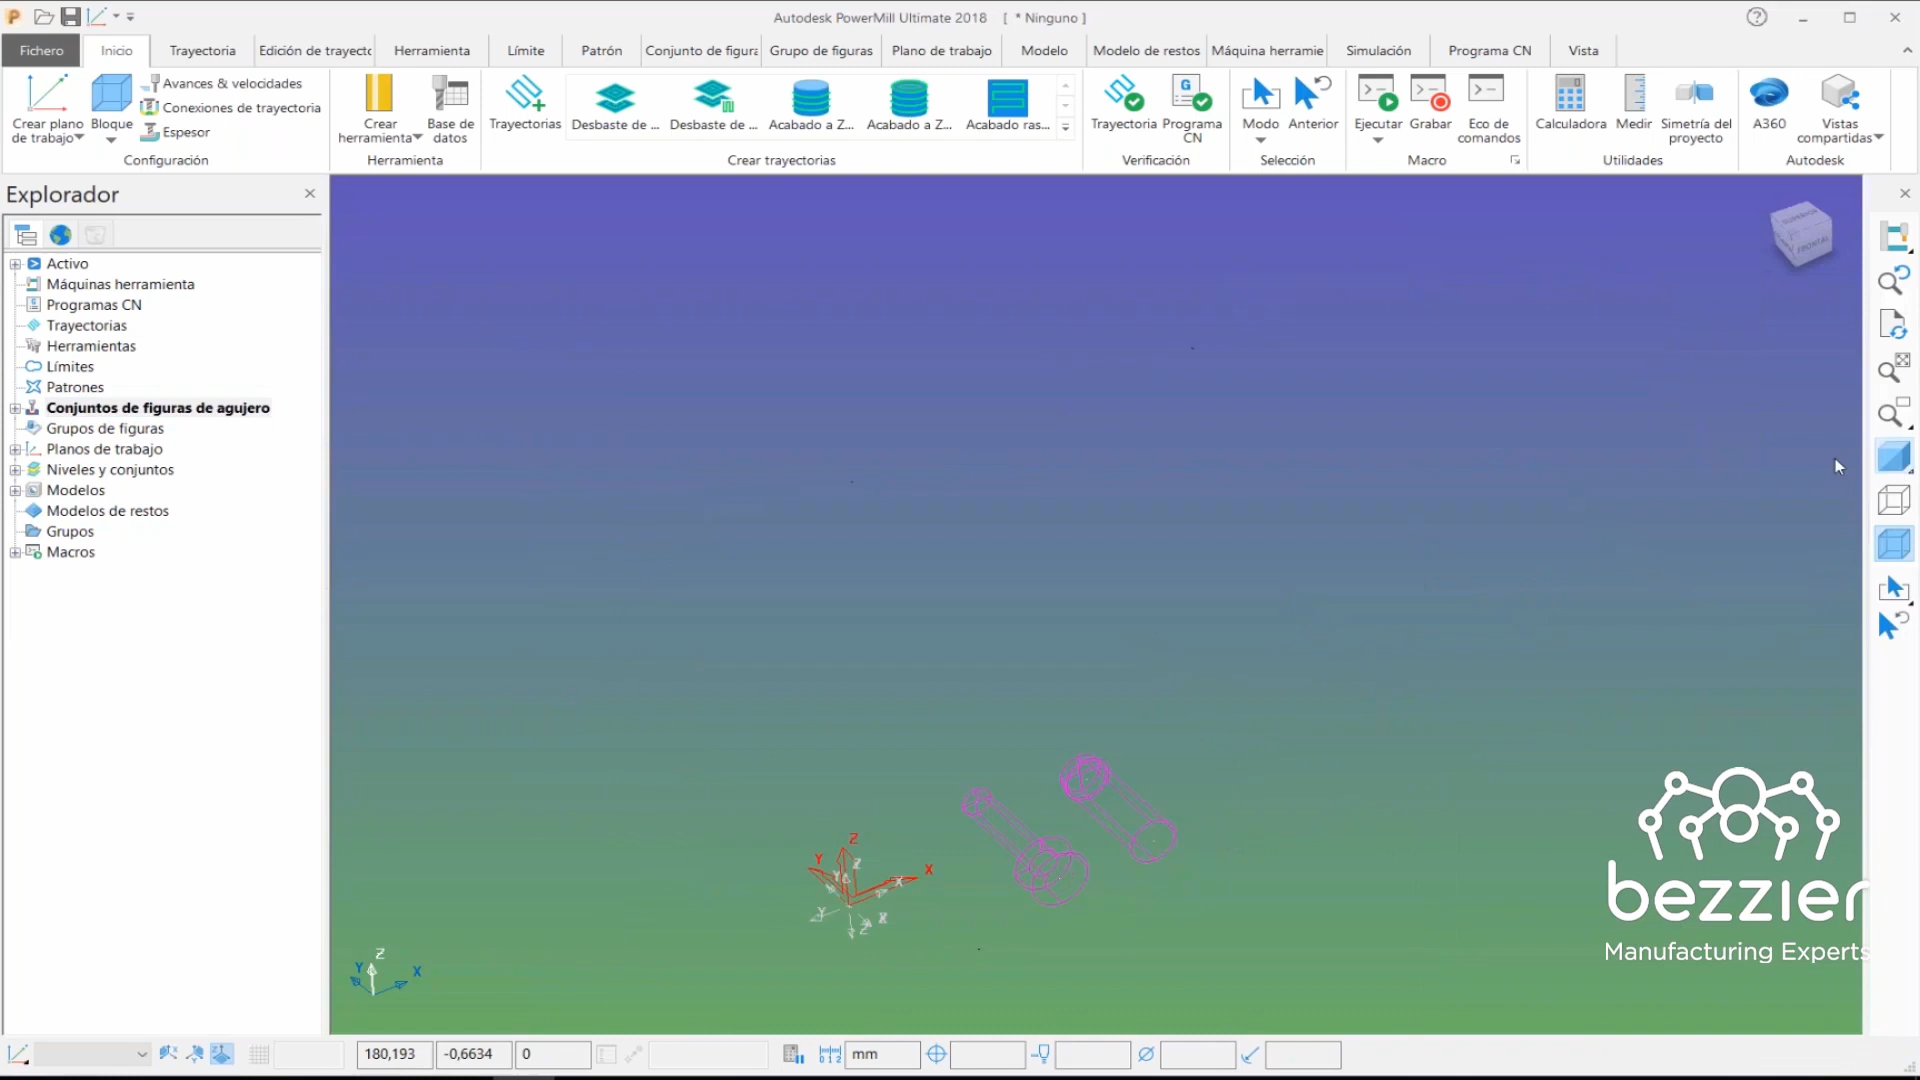 Autodesk PowerMill Ultimate 2018 [ * Ninguno ]
Fichero Inicio Trayectoria Edición de trayectc Herramienta Límite Patrón Conjunto de figura Grupo de figuras Plano de trabajo Modelo Modelo de restos Máquina herramie Simulación Programa CN Vista
Crear plano de trabajo
Bloque
Avances & velocidades
Conexiones de trayectoria
Espesor
Configuración
Crear herramienta
Base de datos
Herramienta
Trayectorias
Desbaste de ...
Desbaste de ...
Acabado a Z...
Acabado a Z...
Acabado ras...
Crear trayectorias
Trayectoria
Programa CN
Verificación
Modo
Anterior
Selección
Ejecutar
Grabar
Eco de comandos
Macro
Calculadora
Medir
Simetría del proyecto
Utilidades
A360
Vistas compartidas
Autodesk
Explorador
Activo
Máquinas herramienta
Programas CN
Trayectorias
Herramientas
Límites
Patrones
Conjuntos de figuras de agujero
Grupos de figuras
Planos de trabajo
Niveles y conjuntos
Modelos
Modelos de restos
Grupos
Macros
SUPERIOR
FRONTAL
Z
Y
X
Z
Y
X
Y
X
Z
Z
Y
X
bezzier
Manufacturing Experts
180,193 -0,6634 0 mm